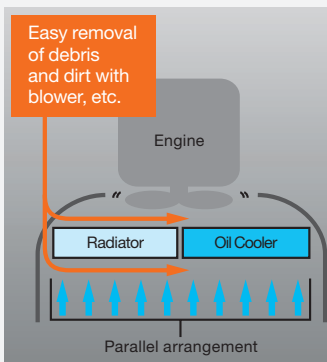 Easy removal
of debris
and dirt with
blower, etc.
Engine
Radiator
Oil Cooler
Parallel arrangement